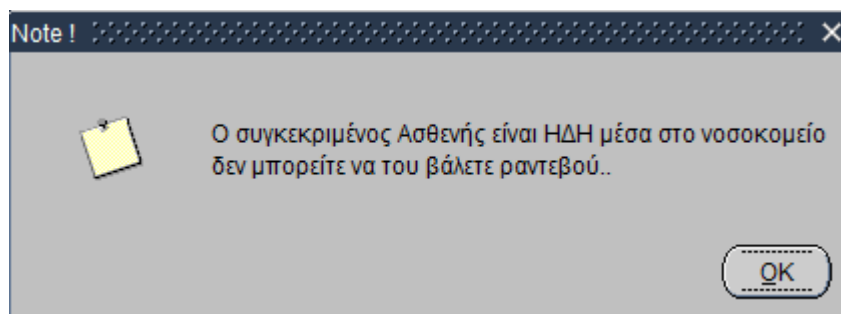 Note !
Ο συγκεκριμένος Ασθενής είναι ΗΔΗ μέσα στο νοσοκομείο
δεν μπορείτε να του βάλετε ραντεβού..
OK